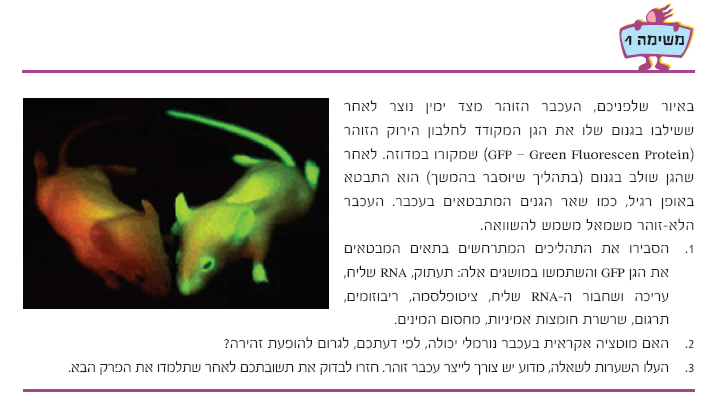 משימה 1
באיור שלפניכם, העכבר הזוהר מצד ימין נוצר לאחר
ששילבו בגנום שלו את הגן המקודד לחלבון הירוק הזוהר
(GFP – Green Fluorescen Protein) שמקורו במדוזה. לאחר
שהגן שולב בגנום (בתהליך שיוסבר בהמשך) הוא התבטא
באופן רגיל, כמו שאר הגנים המתבטאים בעכבר. העכבר
הלא-זוהר משמאל משמש להשוואה.
1. הסבירו את התהליכים המתרחשים בתאים המבטאים
את הגן GFP והשתמשו במושגים אלה: תעתוק, RNA שליח,
עריכה ושחבור ה-RNA שליח, ציטופלסמה, ריבוזומים,
תרגום, שרשרת חומצות אמיניות, מחסום המינים.
2. האם מוטציה אקראית בעכבר נורמלי יכולה, לפי דעתכם, לגרום להופעת זהירה?
3. העלו השערות לשאלה, מדוע יש צורך לייצר עכבר זוהר. חזרו לבדוק את תשובתכם לאחר שתלמדו את הפרק הבא.